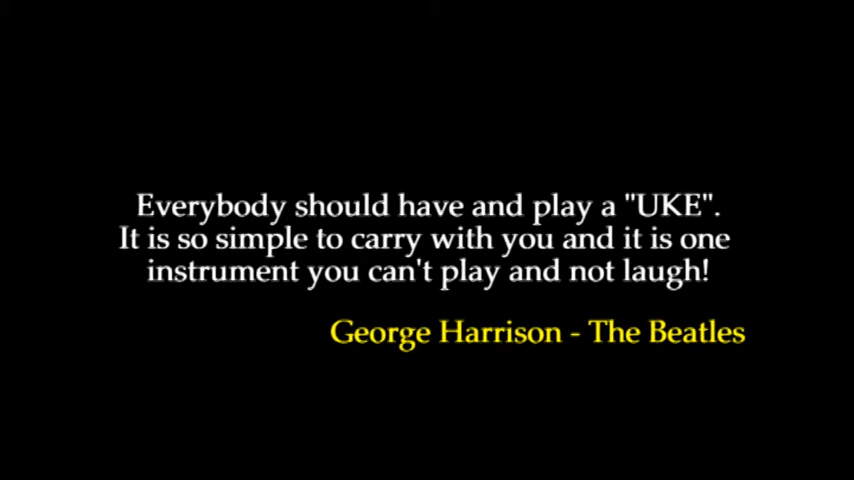 Everybody should have and play a "UKE".
It is so simple to carry with you and it is one
instrument you can't play and not laugh!
George Harrison - The Beatles